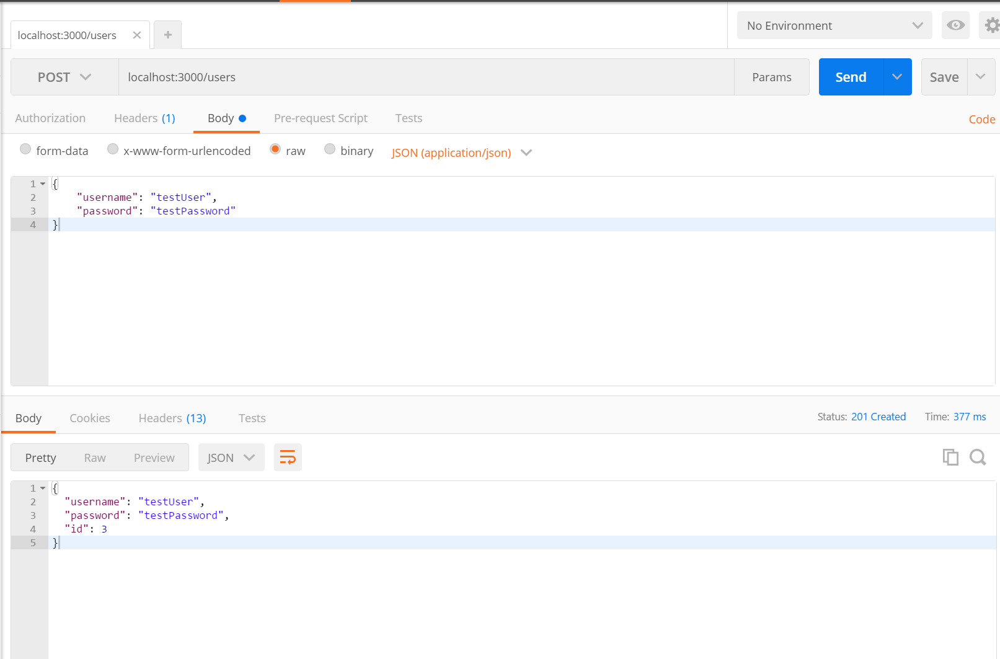 localhost:3000/users
No Environment
POST localhost:3000/users Params Send Save
Authorization Headers (1) Body Pre-request Script Tests Code
form-data x-www-form-urlencoded raw binary JSON (application/json)
1 {
2 "username": "testUser",
3 "password": "testPassword"
4 }
Body Cookies Headers (13) Tests Status: 201 Created Time: 377 ms
Pretty Raw Preview JSON
1 {
2 "username": "testUser",
3 "password": "testPassword",
4 "id": 3
5 }